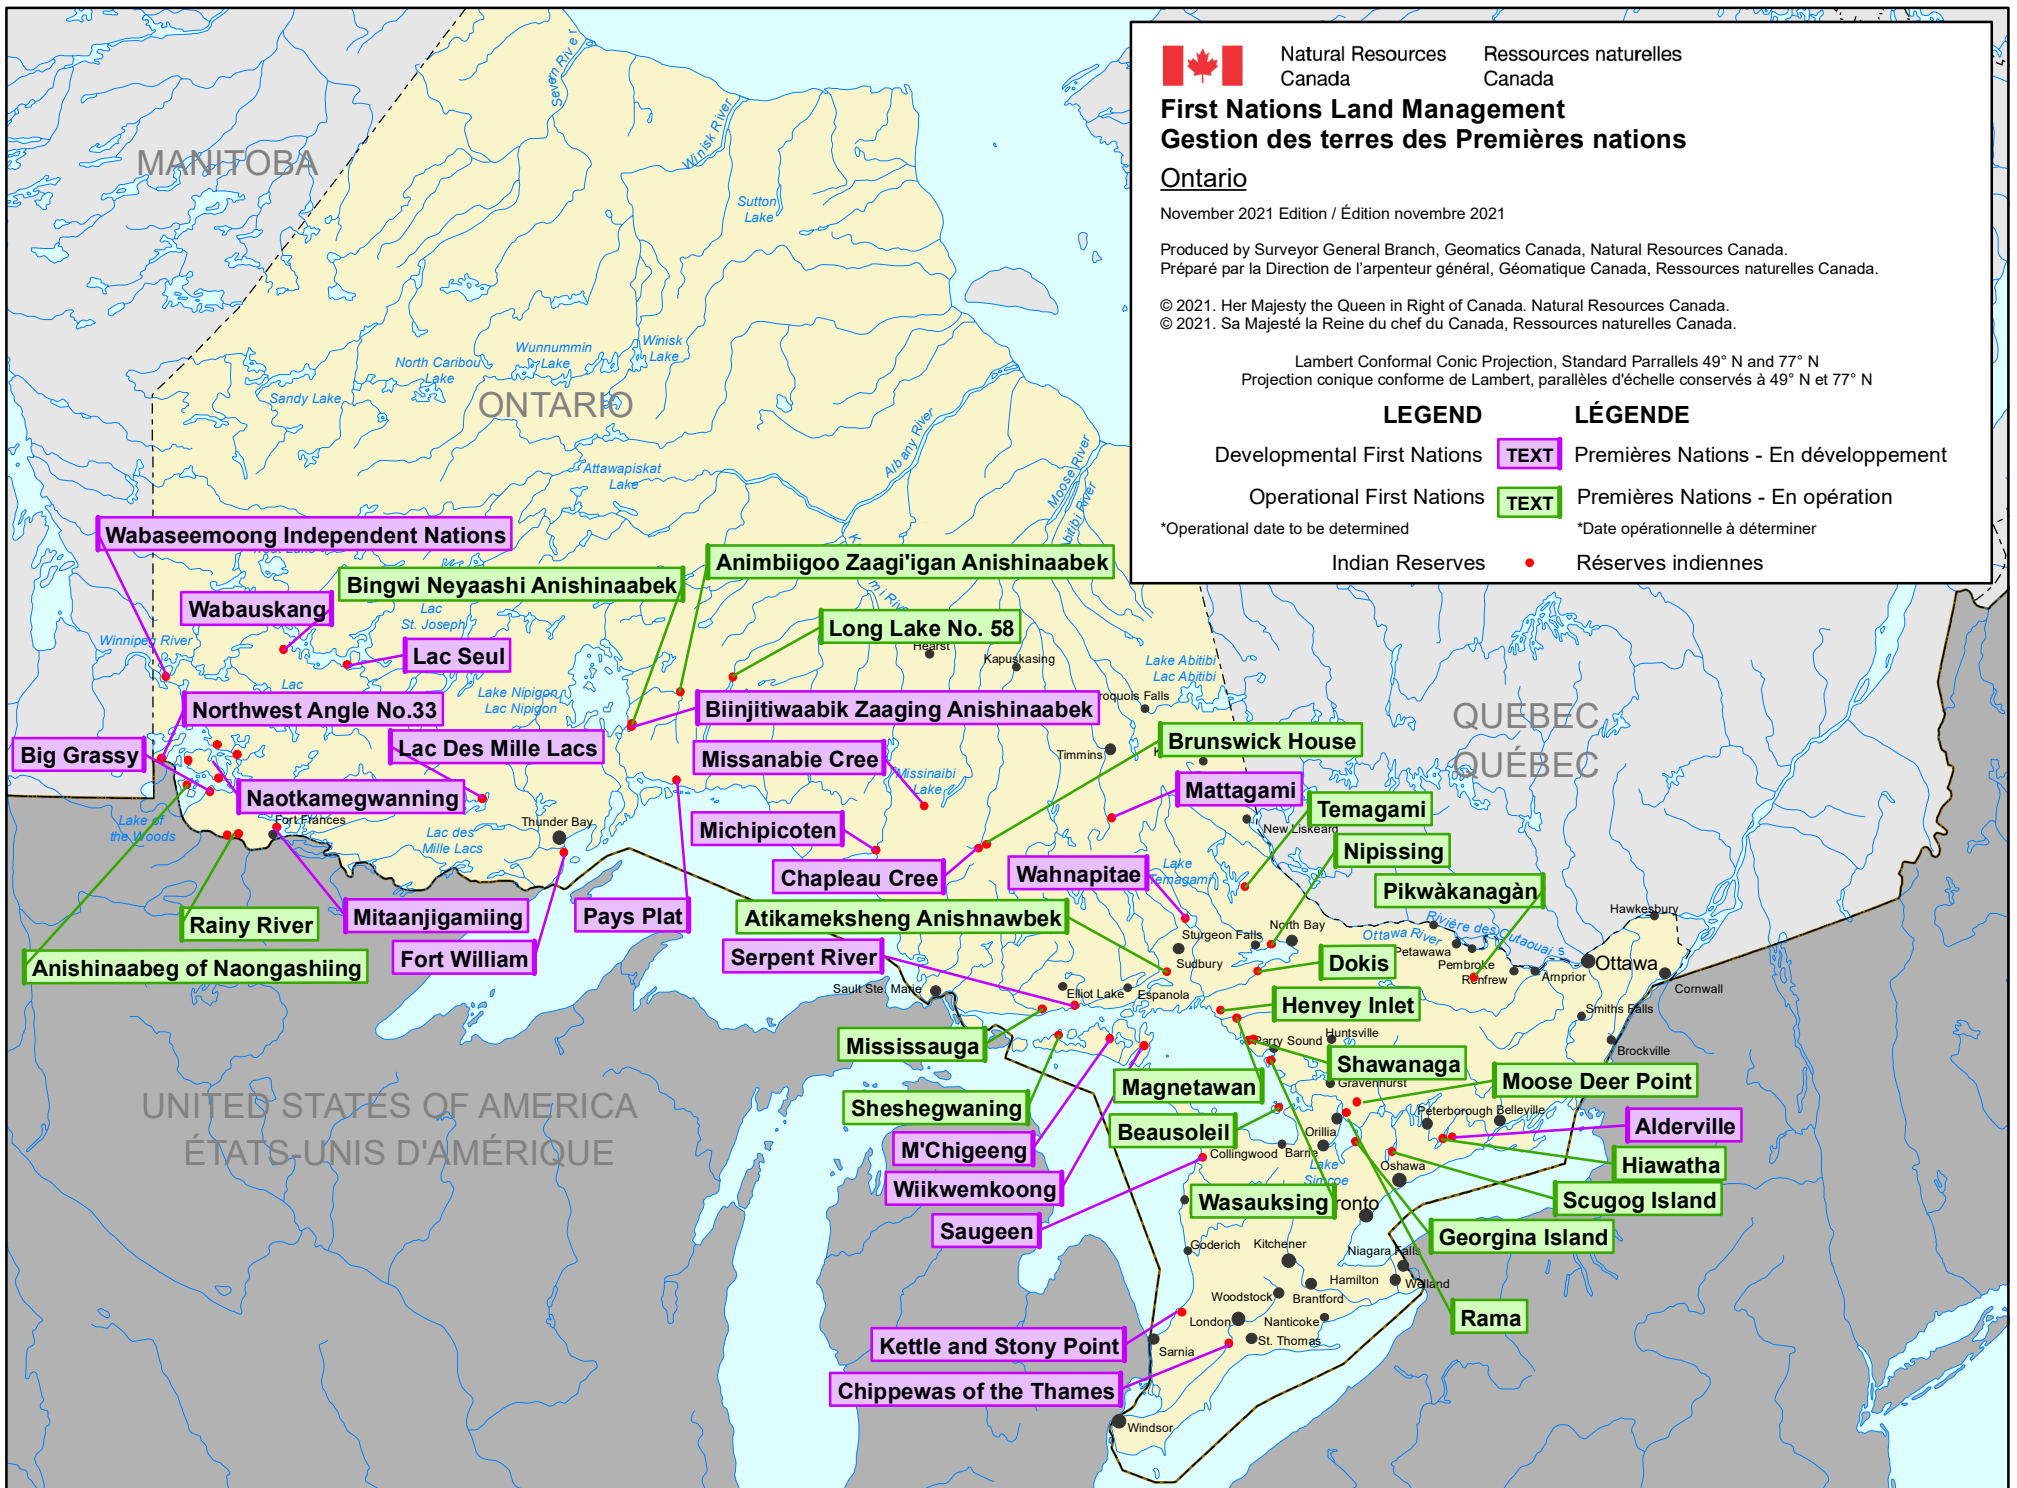 Natural Resources Canada
Ressources naturelles Canada
First Nations Land Management
Gestion des terres des Premières nations
Ontario
November 2021 Edition / Édition novembre 2021
Produced by Surveyor General Branch, Geomatics Canada, Natural Resources Canada.
Préparé par la Direction de l'arpenteur général, Géomatique Canada, Ressources naturelles Canada.
© 2021. Her Majesty the Queen in Right of Canada. Natural Resources Canada.
© 2021. Sa Majesté la Reine du chef du Canada, Ressources naturelles Canada.
Lambert Conformal Conic Projection, Standard Parrallels 49° N and 77° N
Projection conique conforme de Lambert, parallèles d'échelle conservés à 49° N et 77° N
LEGEND LÉGENDE
Developmental First Nations TEXT Premières Nations - En développement
Operational First Nations TEXT Premières Nations - En opération
*Operational date to be determined *Date opérationnelle à déterminer
Indian Reserves Réserves indiennes
MANITOBA
ONTARIO
QUEBEC
QUÉBEC
UNITED STATES OF AMERICA
ÉTATS-UNIS D'AMÉRIQUE
Severn River
Winisk River
Sutton Lake
Winisk Lake
Wunnummin Lake
North Caribou Lake
Sandy Lake
Attawapiskat Lake
Albany River
Moose River
Abitibi River
Wabaseemoong Independent Nations
Bingwi Neyaashi Anishinaabek
Animbiigoo Zaagi'igan Anishinaabek
Wabauskang
Lac St. Joseph
Long Lake No. 58
Winnipeg River
Lac Seul
Hearst
Kapuskasing
Lake Abitibi
Lac Abitibi
Lac
Lake Nipigon
Lac Nipigon
Northwest Angle No.33
Biinjitiwaabik Zaaging Anishinaabek
Iroquois Falls
Big Grassy
Lac Des Mille Lacs
Missanabie Cree
Timmins
Brunswick House
Missinaibi Lake
Naotkamegwanning
Mattagami
Temagami
Lake of the Woods
Fort Frances
Lac des Mille Lacs
Thunder Bay
Michipicoten
New Liskeard
Nipissing
Chapleau Cree
Wahnapitae
Lake Temagami
Pikwàkanagàn
Rainy River
Mitaanjigamiing
Pays Plat
Atikameksheng Anishnawbek
Hawkesbury
Rivière des Outaouais
Ottawa River
Sturgeon Falls
North Bay
Petawawa
Pembroke
Renfrew
Arnprior
Ottawa
Cornwall
Anishinaabeg of Naongashiing
Fort William
Serpent River
Sudbury
Dokis
Sault Ste. Marie
Elliot Lake
Espanola
Henvey Inlet
Smiths Falls
Mississauga
Parry Sound
Huntsville
Shawanaga
Brockville
Magnetawan
Gravenhurst
Moose Deer Point
Sheshegwaning
Beausoleil
Peterborough
Belleville
Alderville
M'Chigeeng
Orillia
Collingwood
Barrie
Hiawatha
Lake Simcoe
Oshawa
Wiikwemkoong
Wasauksing
ronto
Scugog Island
Saugeen
Georgina Island
Goderich
Kitchener
Niagara Falls
Hamilton
Welland
Woodstock
Brantford
Rama
London
Nanticoke
St. Thomas
Kettle and Stony Point
Sarnia
Chippewas of the Thames
Windsor